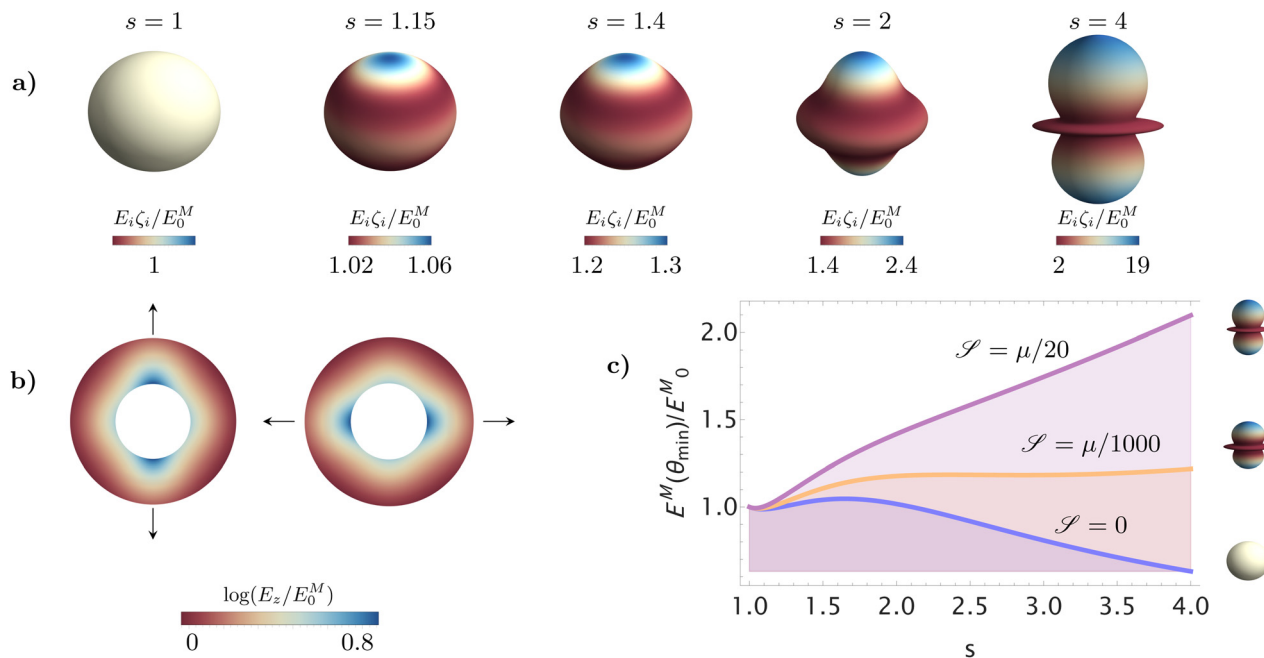 s = 1 s = 1.15 s = 1.4 s = 2 s = 4
a)
E_iζ_i/E_0^M E_iζ_i/E_0^M E_iζ_i/E_0^M E_iζ_i/E_0^M E_iζ_i/E_0^M
1 1.02 1.06 1.2 1.3 1.4 2.4 2 19
b)
log(E_z/E_0^M)
0 0.8
c)
E^M(θ_min)/E^M_0
2.0
1.5
1.0
𝒮 = μ/20
𝒮 = μ/1000
𝒮 = 0
1.0 1.5 2.0 2.5 3.0 3.5 4.0
s